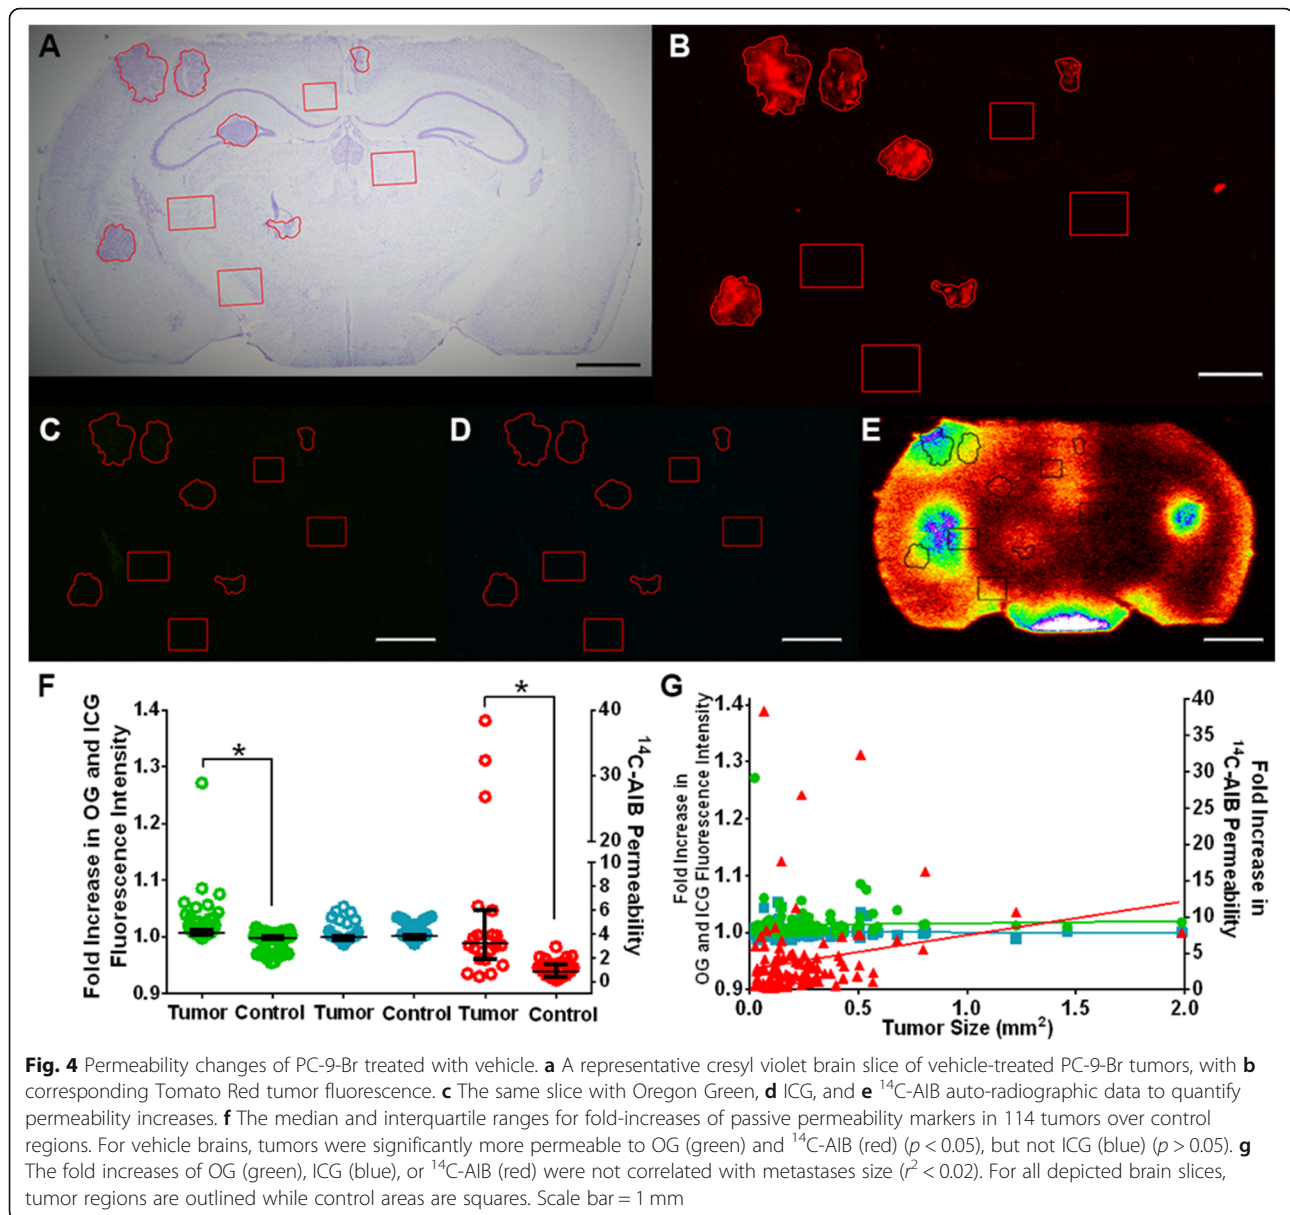 A
B
C
D
E
F
Fold Increase in OG and ICG
Fluorescence Intensity
1.4
1.3
1.2
1.1
1.0
0.9
*
*
40
30
20
10
8
6
4
2
0
14C-AIB Permeability
Tumor Control Tumor Control Tumor Control
G
Fold Increase in
OG and ICG Fluorescence Intensity
1.4
1.3
1.2
1.1
1.0
0.9
40
35
30
25
20
15
10
5
0
Fold Increase in
14C-AIB Permeability
0.0 0.5 1.0 1.5 2.0
Tumor Size (mm²)
Fig. 4 Permeability changes of PC-9-Br treated with vehicle. a A representative cresyl violet brain slice of vehicle-treated PC-9-Br tumors, with b
corresponding Tomato Red tumor fluorescence. c The same slice with Oregon Green, d ICG, and e ¹⁴C-AIB auto-radiographic data to quantify
permeability increases. f The median and interquartile ranges for fold-increases of passive permeability markers in 114 tumors over control
regions. For vehicle brains, tumors were significantly more permeable to OG (green) and ¹⁴C-AIB (red) (p < 0.05), but not ICG (blue) (p > 0.05). g
The fold increases of OG (green), ICG (blue), or ¹⁴C-AIB (red) were not correlated with metastases size (r² < 0.02). For all depicted brain slices,
tumor regions are outlined while control areas are squares. Scale bar = 1 mm